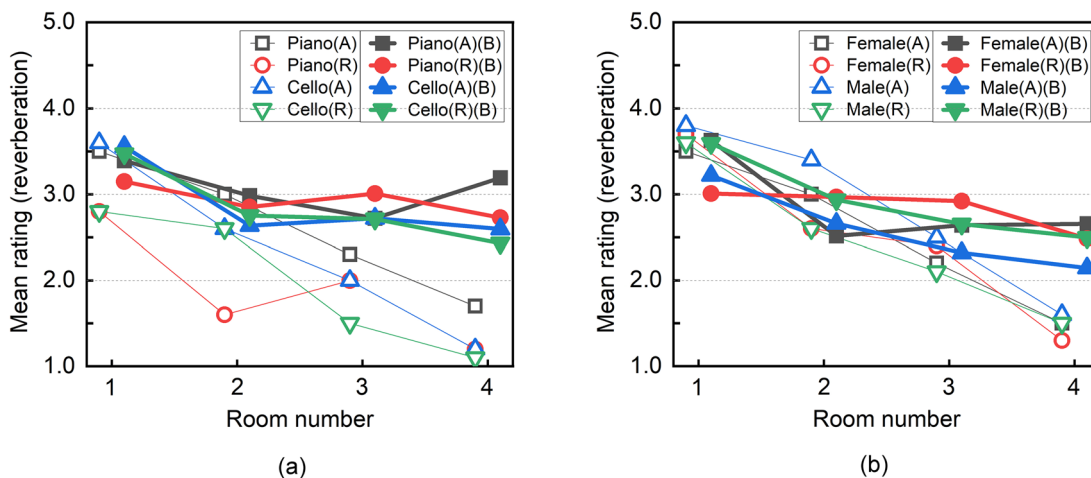 Mean rating (reverberation)
5.0
4.0
3.0
2.0
1.0
Piano(A)
Piano(R)
Cello(A)
Cello(R)
Piano(A)(B)
Piano(R)(B)
Cello(A)(B)
Cello(R)(B)
1 2 3 4
Room number
(a)
Mean rating (reverberation)
5.0
4.0
3.0
2.0
1.0
Female(A)
Female(R)
Male(A)
Male(R)
Female(A)(B)
Female(R)(B)
Male(A)(B)
Male(R)(B)
1 2 3 4
Room number
(b)